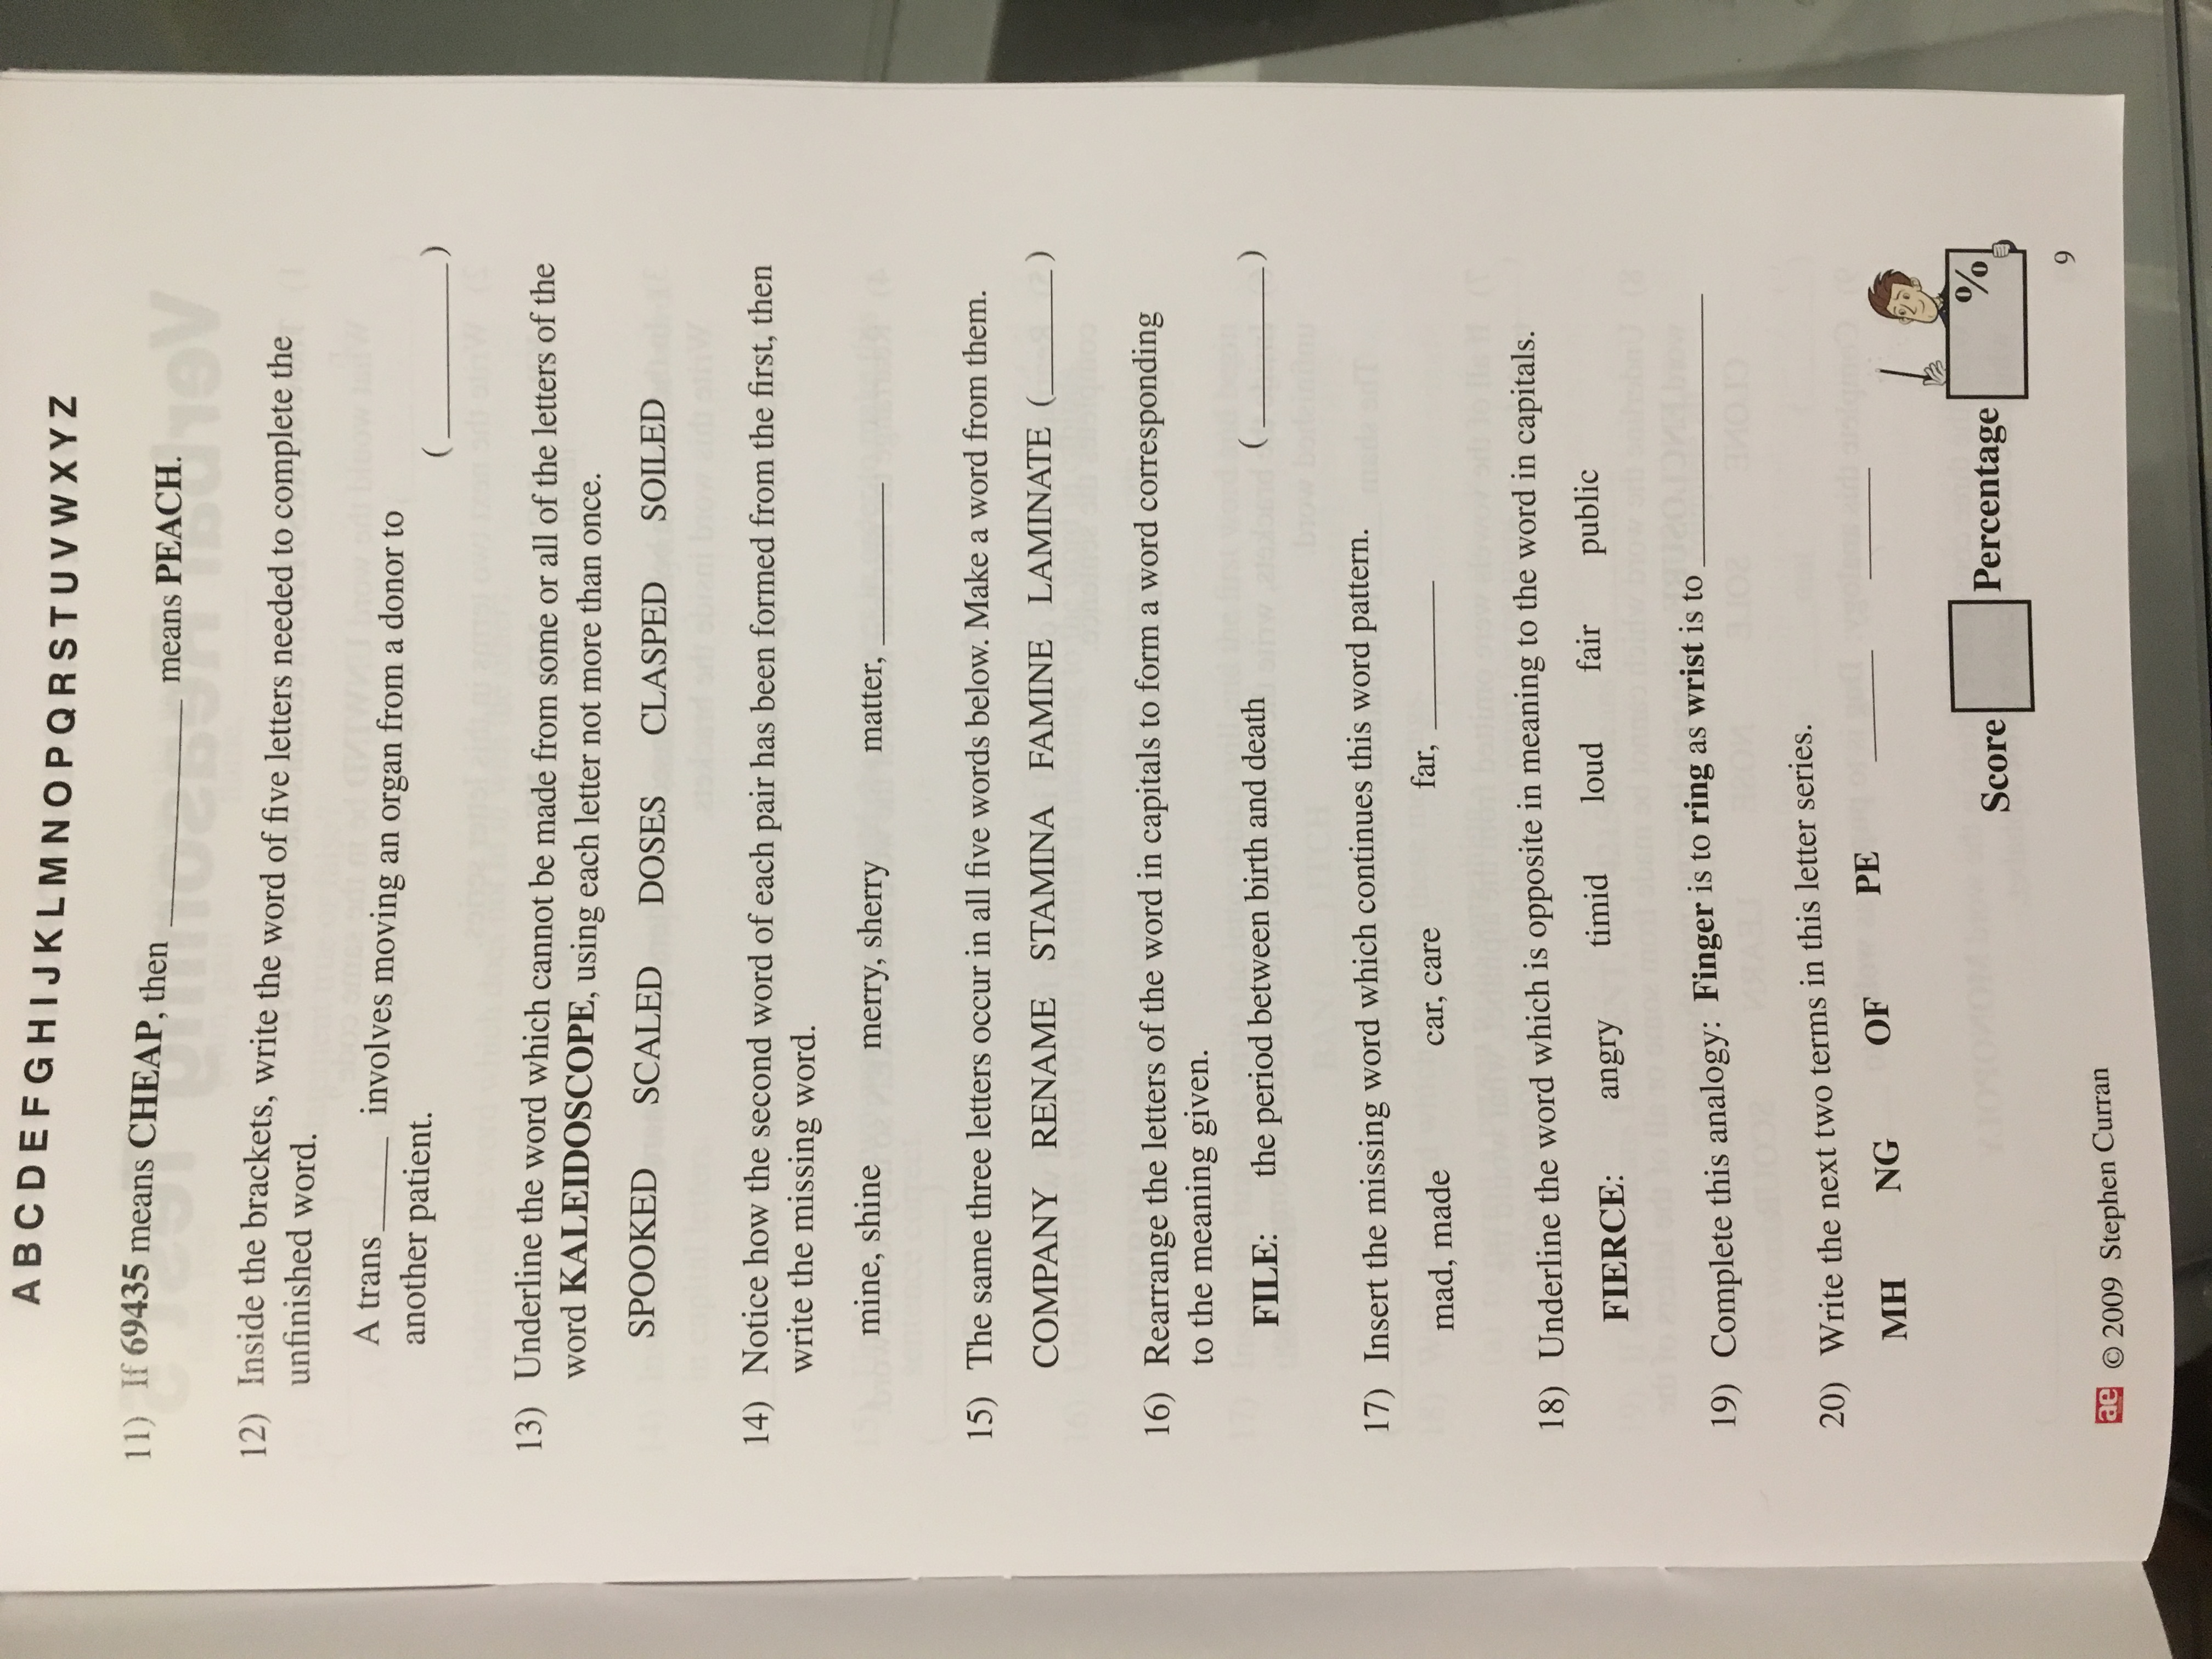 A B C D E F G H I J K L M N O P Q R S T U V W X Y Z
11) If 69435 means CHEAP, then __________ means PEACH.
12) Inside the brackets, write the word of five letters needed to complete the
unfinished word.
A trans_____ involves moving an organ from a donor to
another patient.
(__________)
13) Underline the word which cannot be made from some or all of the letters of the
word KALEIDOSCOPE, using each letter not more than once.
SPOOKED SCALED DOSES CLASPED SOILED
14) Notice how the second word of each pair has been formed from the first, then
write the missing word.
mine, shine merry, sherry matter, __________
15) The same three letters occur in all five words below. Make a word from them.
COMPANY RENAME STAMINA FAMINE LAMINATE (________)
16) Rearrange the letters of the word in capitals to form a word corresponding
to the meaning given.
FILE: the period between birth and death (__________)
17) Insert the missing word which continues this word pattern.
mad, made car, care far, __________
18) Underline the word which is opposite in meaning to the word in capitals.
FIERCE: angry timid loud fair public
19) Complete this analogy: Finger is to ring as wrist is to __________
20) Write the next two terms in this letter series.
MH NG OF PE ______ ______
Score Percentage %
9
ae © 2009 Stephen Curran